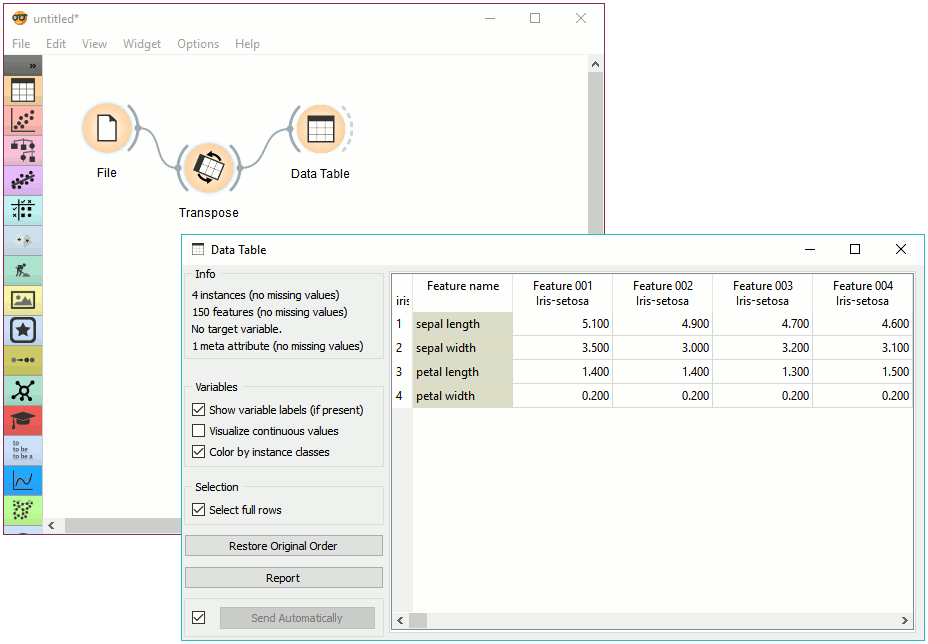 untitled*
File Edit View Widget Options Help
»
File
Transpose
Data Table
to
to be
to be a
Data Table
Info
4 instances (no missing values)
150 features (no missing values)
No target variable.
1 meta attribute (no missing values)
Variables
Show variable labels (if present)
Visualize continuous values
Color by instance classes
Selection
Select full rows
Restore Original Order
Report
Send Automatically
Feature name Feature 001 Feature 002 Feature 003 Feature 004
iris Iris-setosa Iris-setosa Iris-setosa Iris-setosa
1 sepal length 5.100 4.900 4.700 4.600
2 sepal width 3.500 3.000 3.200 3.100
3 petal length 1.400 1.400 1.300 1.500
4 petal width 0.200 0.200 0.200 0.200